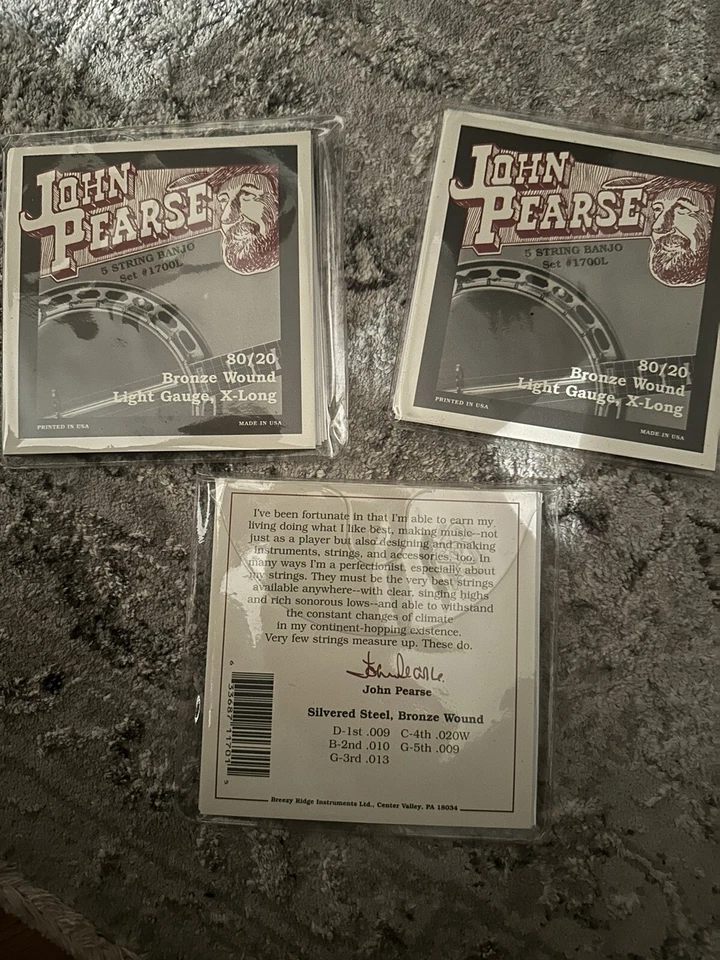 JOHN
PEARSE
5 STRING BANJO
Set #1700L
80/20
Bronze Wound
Light Gauge, X-Long
PRINTED IN USA
MADE IN USA
JOHN
PEARSE
5 STRING BANJO
Set #1700L
80/20
Bronze Wound
Light Gauge, X-Long
PRINTED IN USA
MADE IN USA
I've been fortunate in that I'm able to earn my
living doing what I like best, making music--not
just as a player but also designing and making
instruments, strings, and accessories, too. In
many ways I'm a perfectionist, especially about
my strings. They must be the very best strings
available anywhere--with clear, singing highs
and rich sonorous lows--and able to withstand
the constant changes of climate
in my continent-hopping existence.
Very few strings measure up. These do.
John Pearse
John Pearse
Silvered Steel, Bronze Wound
D-1st .009 C-4th .020W
B-2nd .010 G-5th .009
G-3rd .013
6 33687 11701 5
Breezy Ridge Instruments Ltd., Center Valley, PA 18034